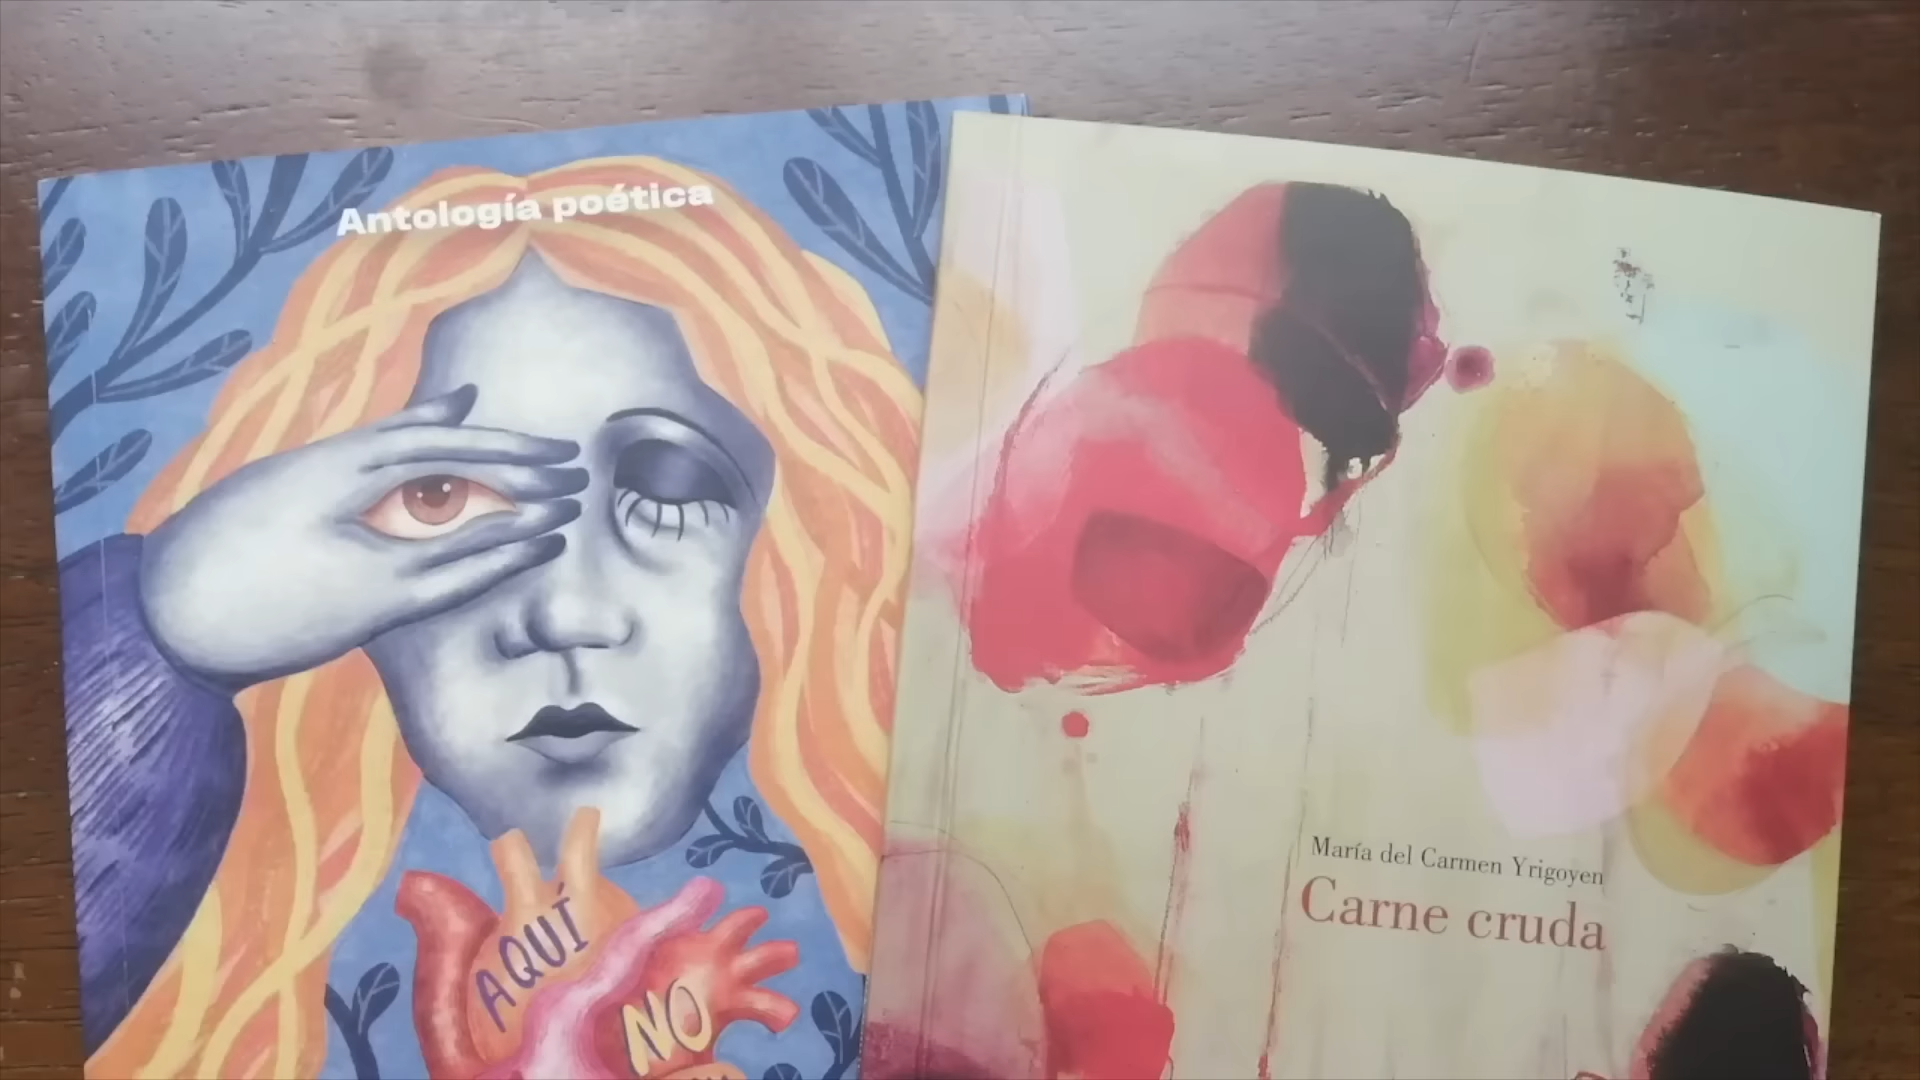 Antología poética
AQUÍ
NO
María del Carmen Yrigoyen
Carne cruda